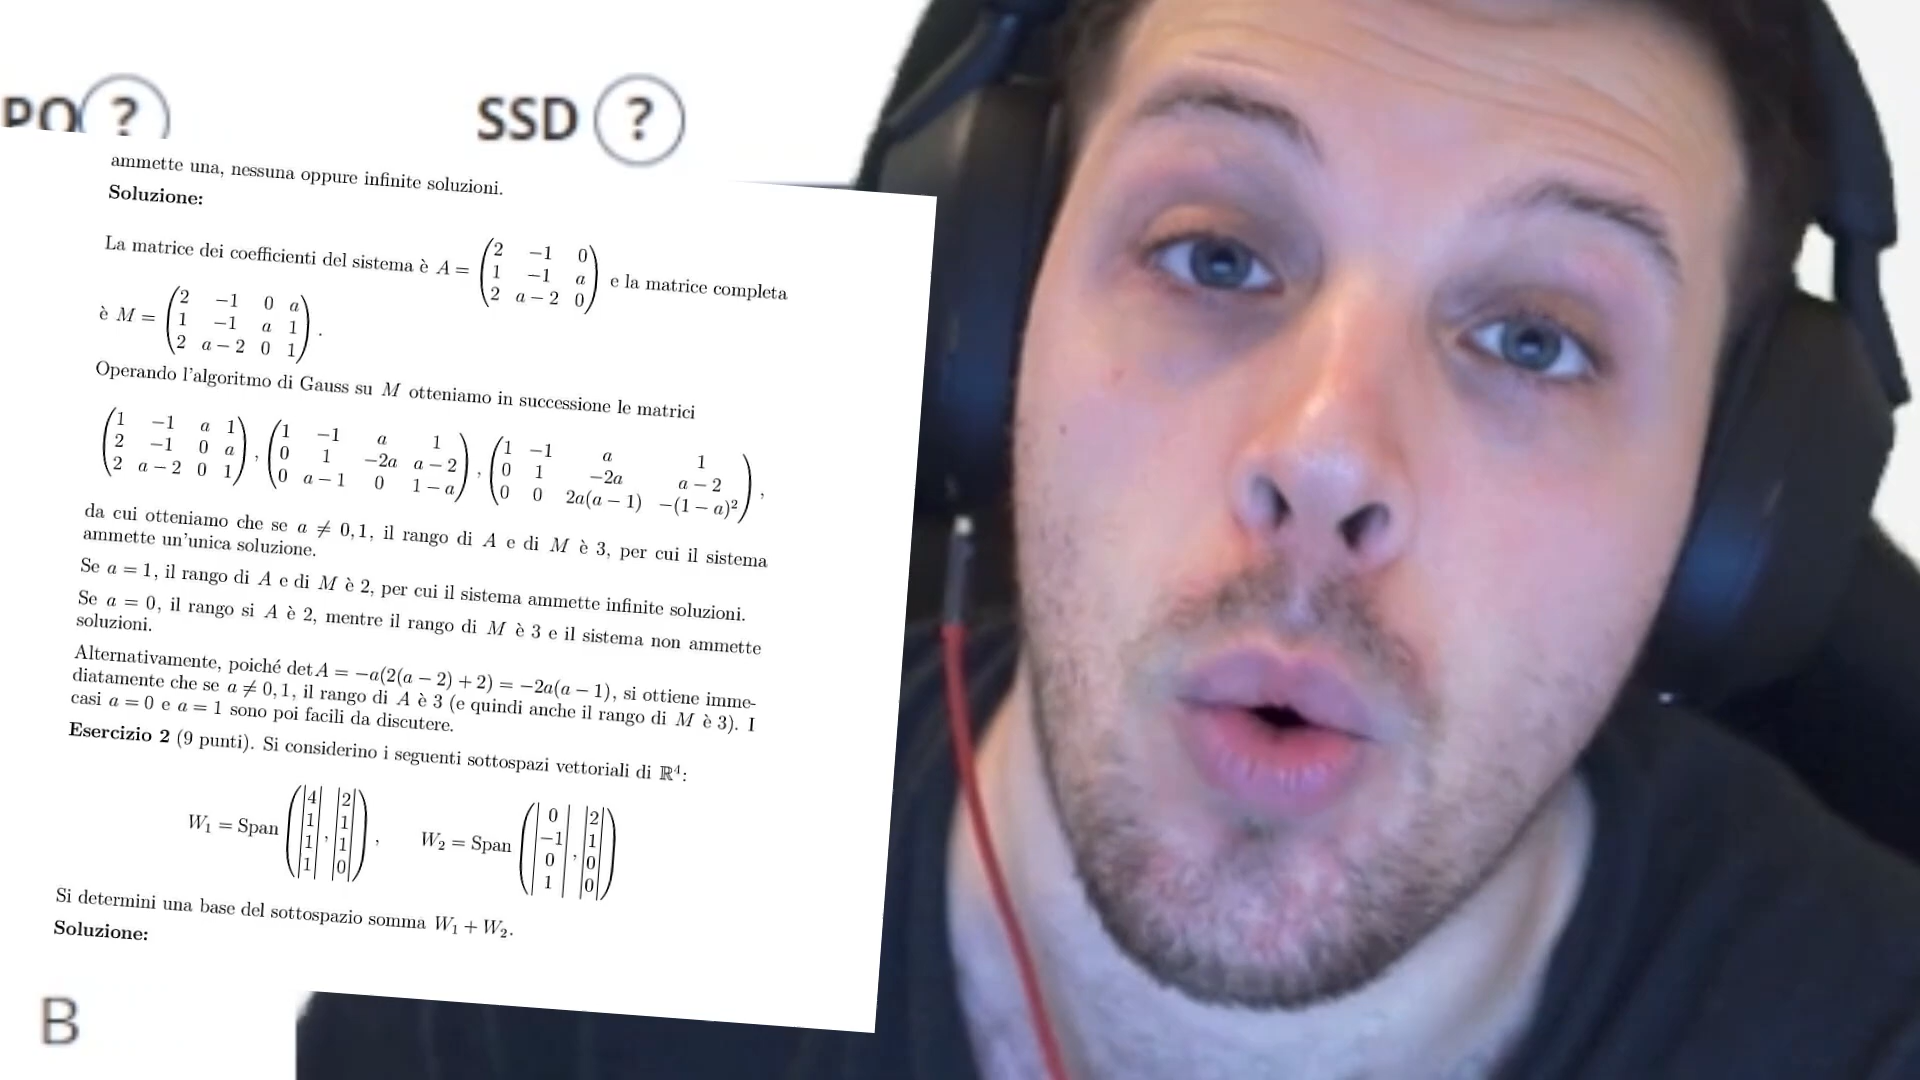 PO ?
SSD ?
ammette una, nessuna oppure infinite soluzioni.
Soluzione:
La matrice dei coefficienti del sistema è A = (2 −1 0; 1 −1 a; 2 a − 2 0) e la matrice completa
è M = (2 −1 0 a; 1 −1 a 1; 2 a − 2 0 1).
Operando l'algoritmo di Gauss su M otteniamo in successione le matrici
(1 −1 a 1; 2 −1 0 a; 2 a − 2 0 1), (1 −1 a 1; 0 1 −2a a − 2; 0 a − 1 0 1 − a), (1 −1 a 1; 0 1 −2a a − 2; 0 0 2a(a − 1) −(1 − a)²),
da cui otteniamo che se a ≠ 0, 1, il rango di A e di M è 3, per cui il sistema
ammette un'unica soluzione.
Se a = 1, il rango di A e di M è 2, per cui il sistema ammette infinite soluzioni.
Se a = 0, il rango si A è 2, mentre il rango di M è 3 e il sistema non ammette
soluzioni.
Alternativamente, poiché det A = −a(2(a − 2) + 2) = −2a(a − 1), si ottiene imme-
diatamente che se a ≠ 0, 1, il rango di A è 3 (e quindi anche il rango di M è 3). I
casi a = 0 e a = 1 sono poi facili da discutere.
Esercizio 2 (9 punti). Si considerino i seguenti sottospazi vettoriali di ℝ⁴:
W₁ = Span (|4 1 1 1|, |2 1 1 0|), W₂ = Span (|0 −1 0 1|, |2 1 0 0|)
Si determini una base del sottospazio somma W₁ + W₂.
Soluzione:
B